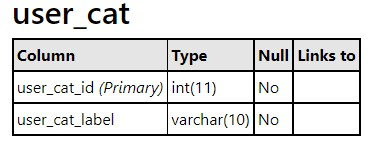 user_cat
Column Type Null Links to
user_cat_id (Primary) int(11) No
user_cat_label varchar(10) No